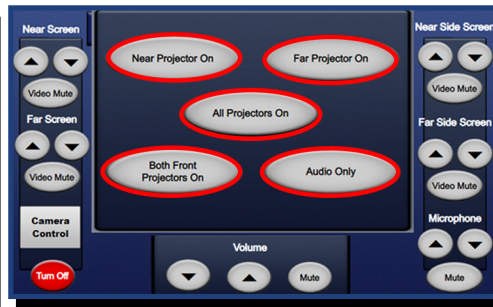 Near Screen
Video Mute
Far Screen
Video Mute
Camera
Control
Turn Off
Near Projector On
Far Projector On
All Projectors On
Both Front
Projectors On
Audio Only
Volume
Mute
Near Side Screen
Video Mute
Far Side Screen
Video Mute
Microphone
Mute